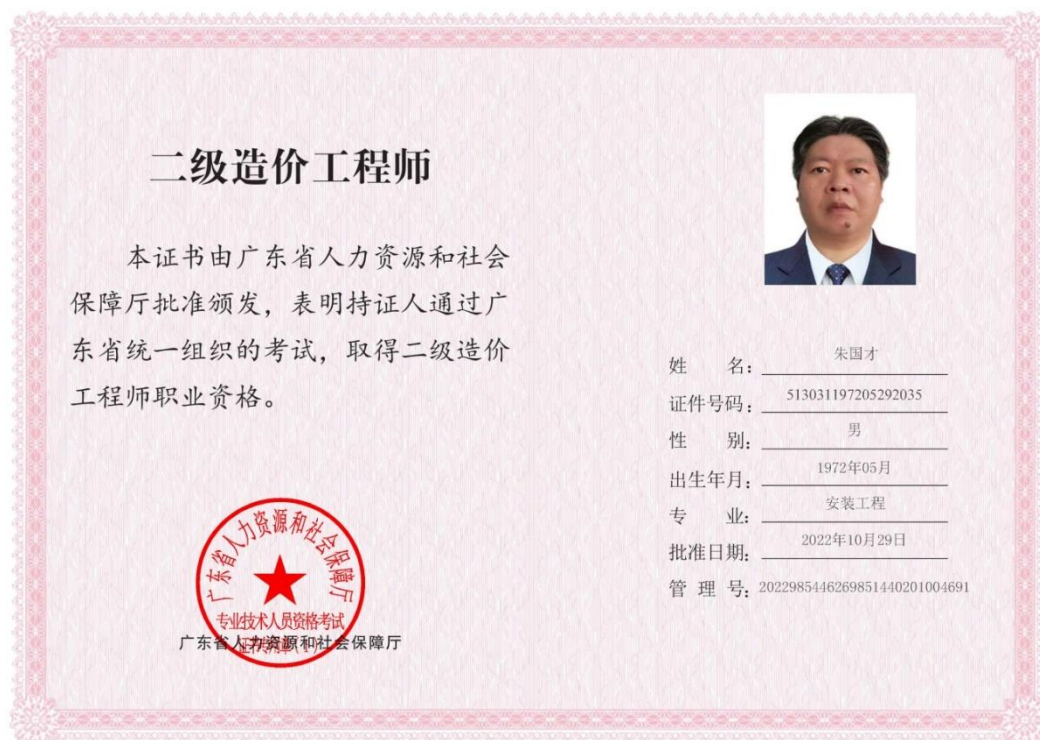 二级造价工程师
本证书由广东省人力资源和社会
保障厅批准颁发，表明持证人通过广
东省统一组织的考试，取得二级造价
工程师职业资格。
广东省人力资源和社会保障厅
专业技术人员资格考试
广东省人力资源和社会保障厅
姓 名：朱国才
证件号码：513031197205292035
性 别：男
出生年月：1972年05月
专 业：安装工程
批准日期：2022年10月29日
管 理 号：2022985446269851440201004691